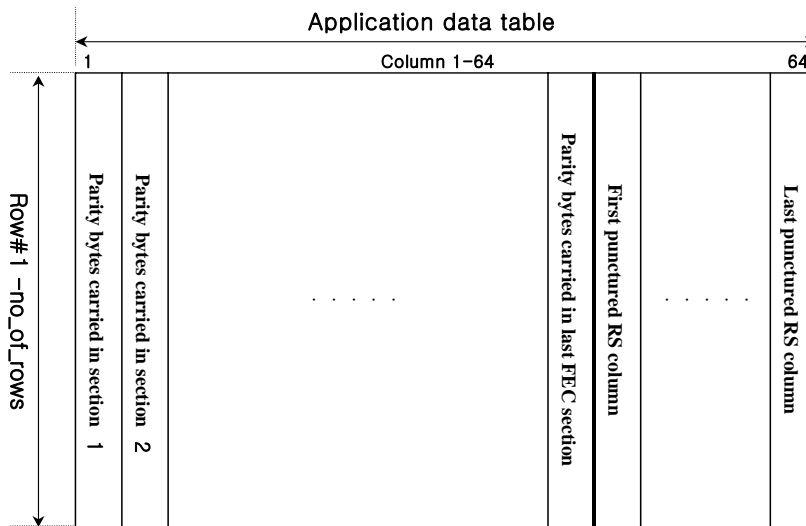 Application data table
1
Column 1-64
64
Row#1 -no_of_rows
Parity bytes carried in section 1
Parity bytes carried in section 2
. . . . .
Parity bytes carried in last FEC section
First punctured RS column
. . . . .
Last punctured RS column